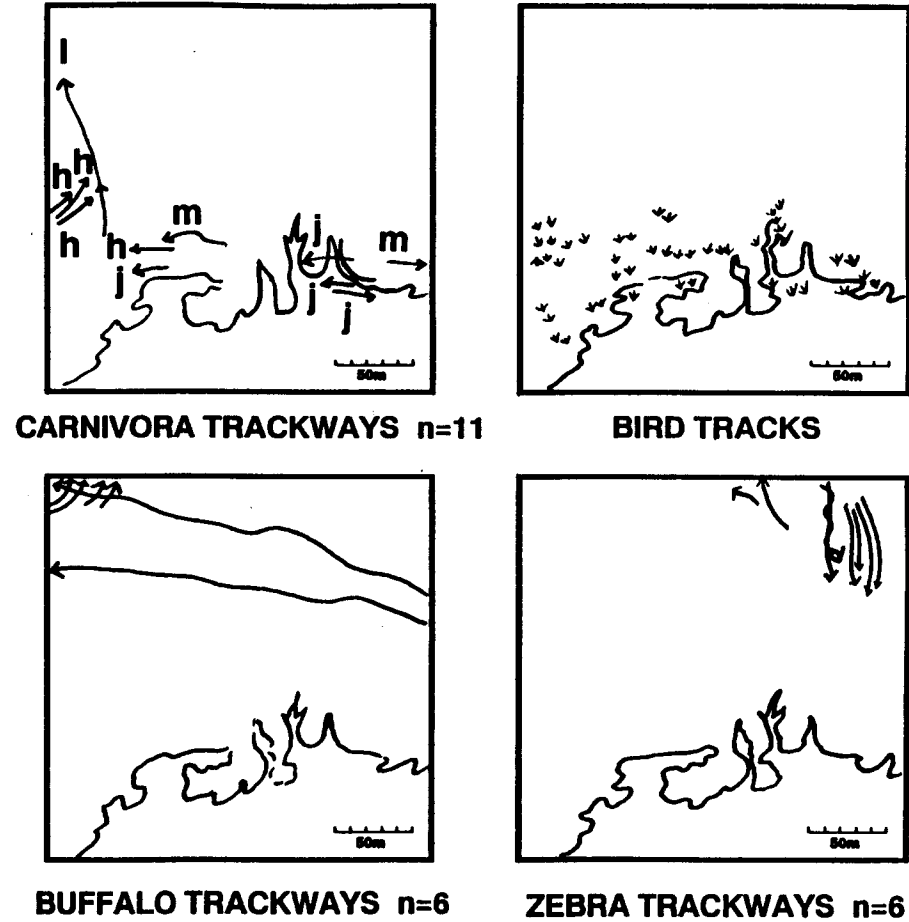 l
h h
h h m j m
j j j
50m
CARNIVORA TRACKWAYS n=11
50m
BIRD TRACKS
50m
BUFFALO TRACKWAYS n=6
50m
ZEBRA TRACKWAYS n=6